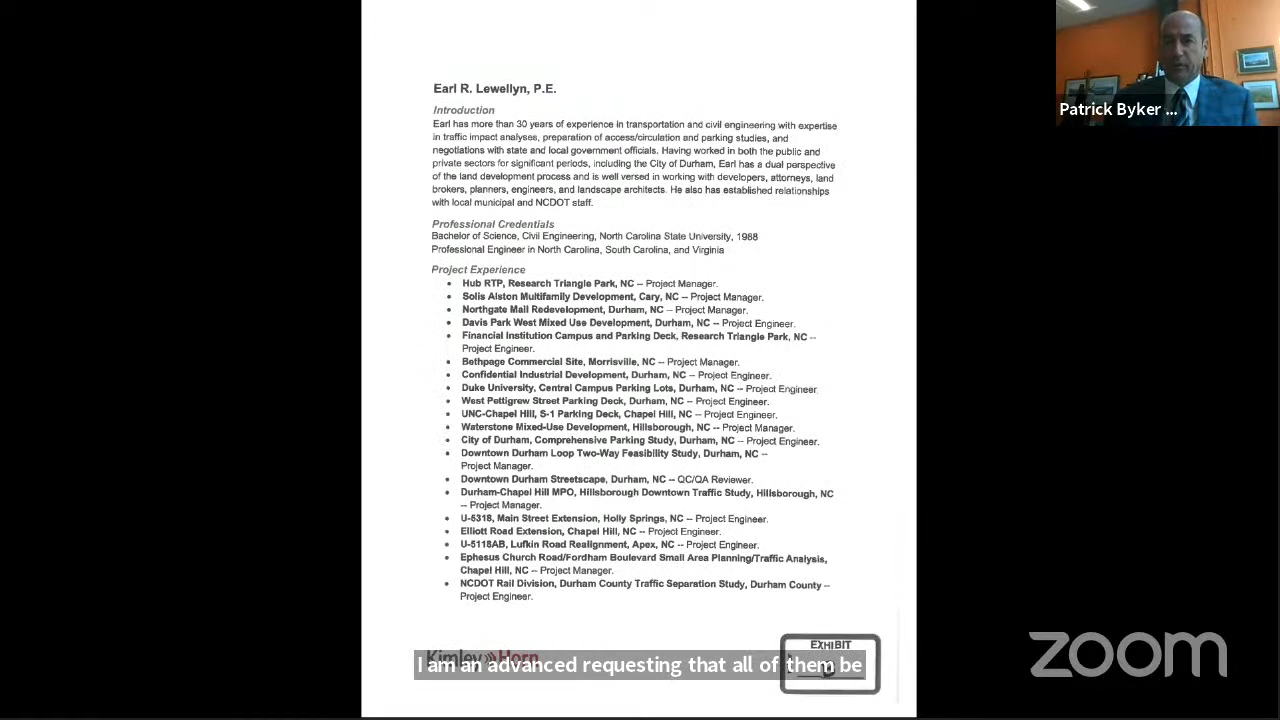 Earl R. Lewellyn, P.E.
Introduction
Earl has more than 30 years of experience in transportation and civil engineering with expertise
in traffic impact analyses, preparation of access/circulation and parking studies, and
negotiations with state and local government officials. Having worked in both the public and
private sectors for significant periods, including the City of Durham, Earl has a dual perspective
of the land development process and is well versed in working with developers, attorneys, land
brokers, planners, engineers, and landscape architects. He also has established relationships
with local municipal and NCDOT staff.
Professional Credentials
Bachelor of Science, Civil Engineering, North Carolina State University, 1988
Professional Engineer in North Carolina, South Carolina, and Virginia
Project Experience
• Hub RTP, Research Triangle Park, NC -- Project Manager.
• Solis Alston Multifamily Development, Cary, NC -- Project Manager.
• Northgate Mall Redevelopment, Durham, NC -- Project Manager.
• Davis Park West Mixed Use Development, Durham, NC -- Project Engineer.
• Financial Institution Campus and Parking Deck, Research Triangle Park, NC --
Project Engineer.
• Bethpage Commercial Site, Morrisville, NC -- Project Manager.
• Confidential Industrial Development, Durham, NC -- Project Engineer.
• Duke University, Central Campus Parking Lots, Durham, NC -- Project Engineer
• West Pettigrew Street Parking Deck, Durham, NC -- Project Engineer.
• UNC-Chapel Hill, S-1 Parking Deck, Chapel Hill, NC -- Project Engineer.
• Waterstone Mixed-Use Development, Hillsborough, NC -- Project Manager.
• City of Durham, Comprehensive Parking Study, Durham, NC -- Project Engineer.
• Downtown Durham Loop Two-Way Feasibility Study, Durham, NC --
Project Manager.
• Downtown Durham Streetscape, Durham, NC -- QC/QA Reviewer.
• Durham-Chapel Hill MPO, Hillsborough Downtown Traffic Study, Hillsborough, NC
-- Project Manager.
• U-5318, Main Street Extension, Holly Springs, NC -- Project Engineer.
• Elliott Road Extension, Chapel Hill, NC -- Project Engineer.
• U-5118AB, Lufkin Road Realignment, Apex, NC -- Project Engineer.
• Ephesus Church Road/Fordham Boulevard Small Area Planning/Traffic Analysis,
Chapel Hill, NC -- Project Manager.
• NCDOT Rail Division, Durham County Traffic Separation Study, Durham County --
Project Engineer.
Kimley»Horn
EXHIBIT
D
I am an advanced requesting that all of them be
Patrick Byker ...
zoom